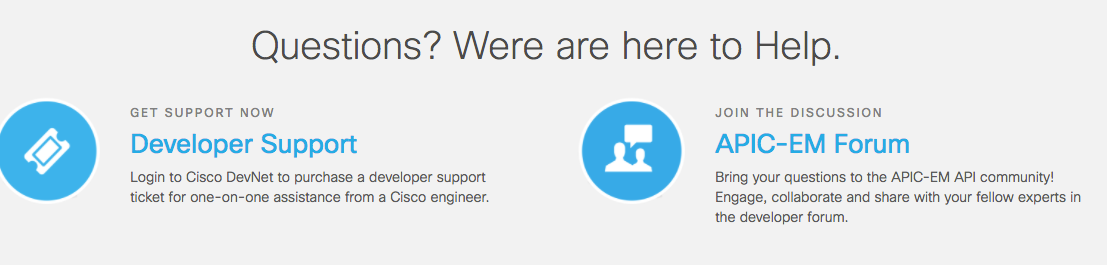 Questions? Were are here to Help.
GET SUPPORT NOW
Developer Support
Login to Cisco DevNet to purchase a developer support
ticket for one-on-one assistance from a Cisco engineer.
JOIN THE DISCUSSION
APIC-EM Forum
Bring your questions to the APIC-EM API community!
Engage, collaborate and share with your fellow experts in
the developer forum.